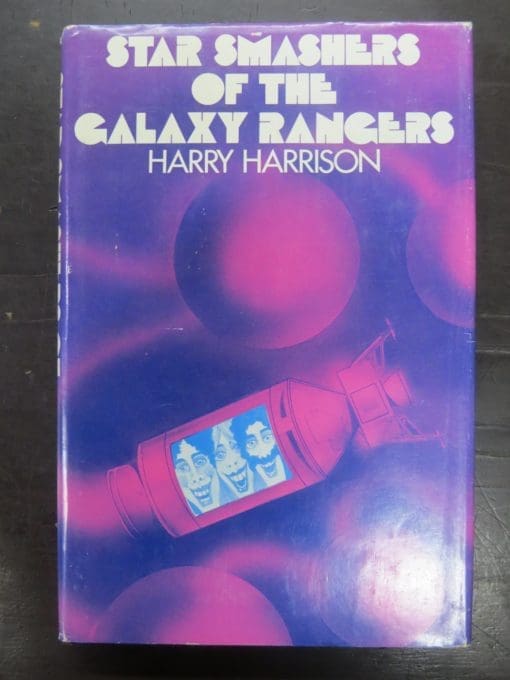 STAR SMASHERS
OF THE
GALAXY RANGERS
HARRY HARRISON